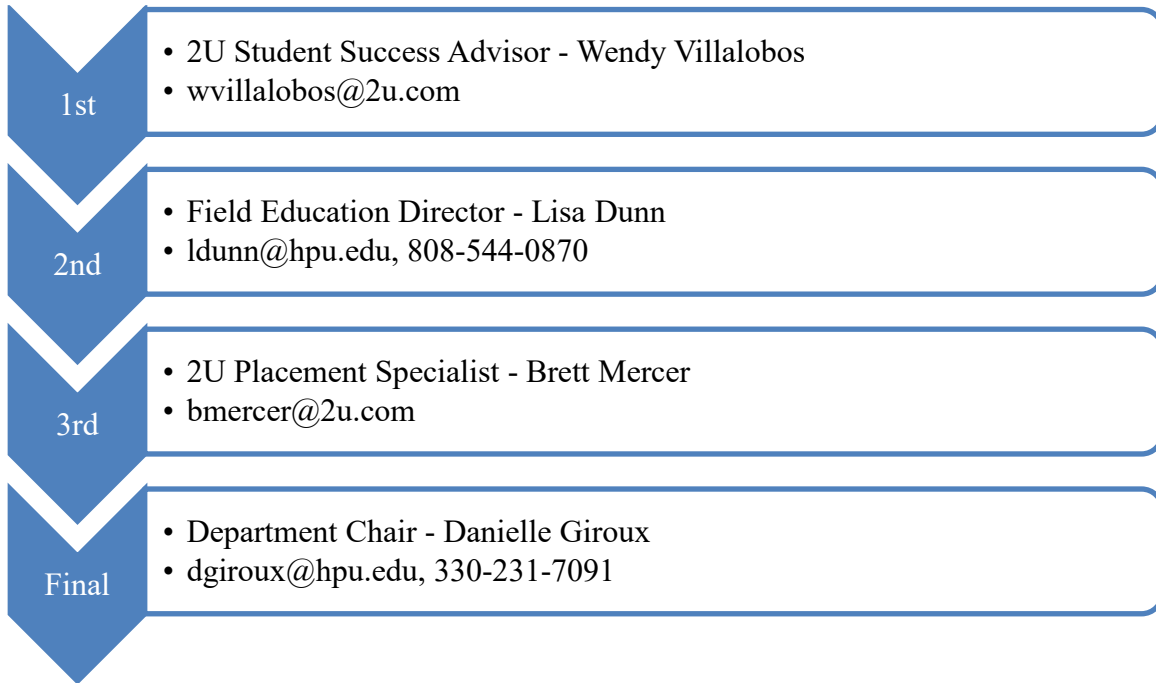 1st
• 2U Student Success Advisor - Wendy Villalobos
• wvillalobos@2u.com
2nd
• Field Education Director - Lisa Dunn
• ldunn@hpu.edu, 808-544-0870
3rd
• 2U Placement Specialist - Brett Mercer
• bmercer@2u.com
Final
• Department Chair - Danielle Giroux
• dgiroux@hpu.edu, 330-231-7091